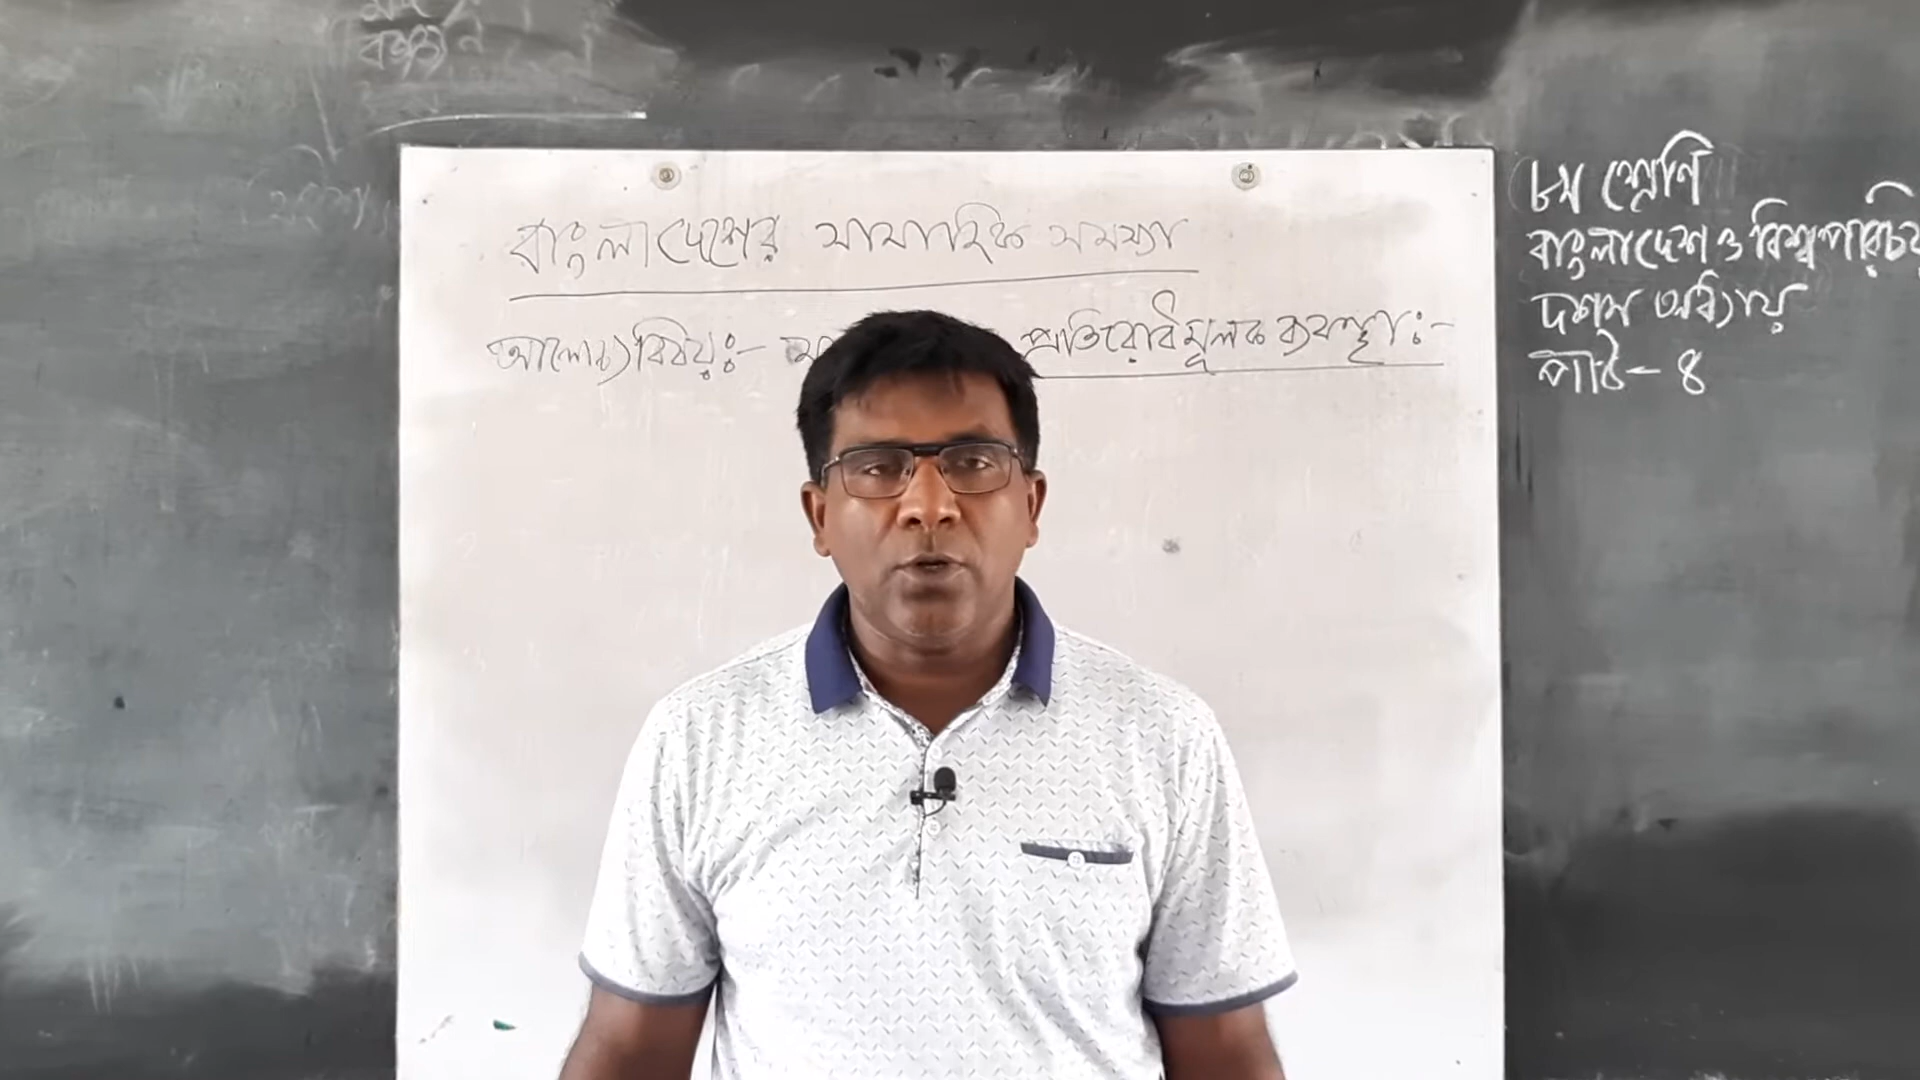 বাংলাদেশের সামাজিক সমস্যা
আলোচ্য বিষয়ঃ- প্রতিরোধমূলক ব্যবস্থাঃ-
৮ম শ্রেণি
বাংলাদেশ ও বিশ্বপরিচয়
দশম অধ্যায়
পাঠ- ৪